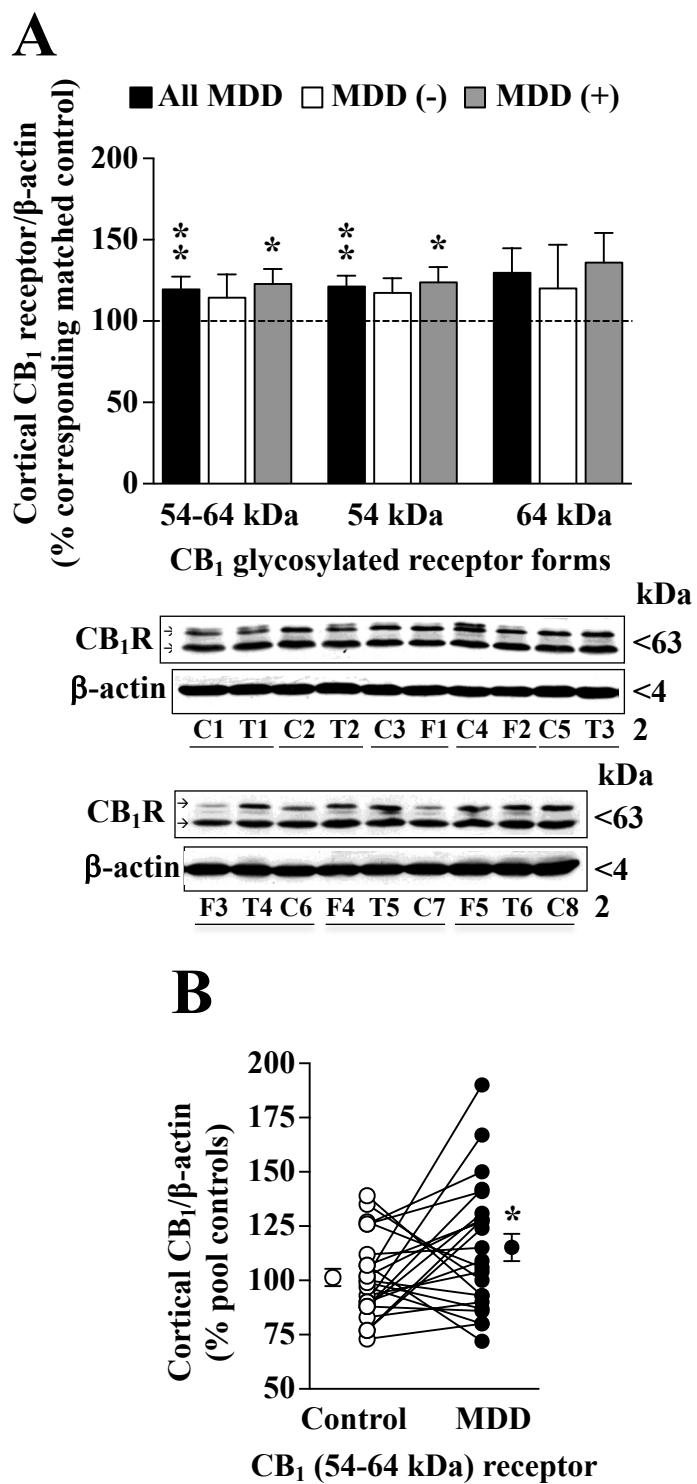 A
All MDD MDD (-) MDD (+)
Cortical CB₁ receptor/β-actin
(% corresponding matched control)
200
150
100
50
0
* * * * * *
54-64 kDa 54 kDa 64 kDa
CB₁ glycosylated receptor forms
kDa
CB₁R <63
β-actin <4
C1 T1 C2 T2 C3 F1 C4 F2 C5 T3 2
kDa
CB₁R <63
β-actin <4
F3 T4 C6 F4 T5 C7 F5 T6 C8 2
B
Cortical CB₁/β-actin
(% pool controls)
200
175
150
125
100
75
50
*
Control MDD
CB₁ (54-64 kDa) receptor